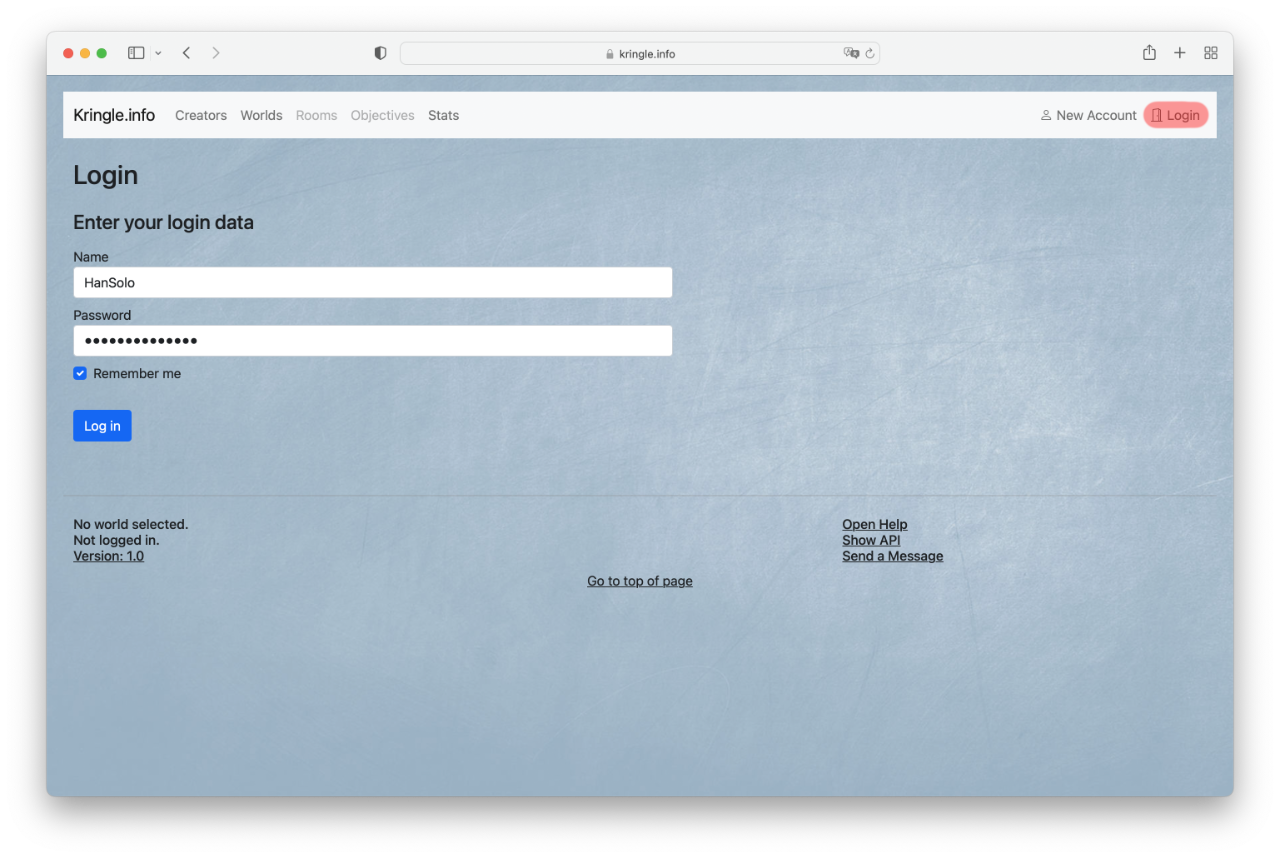 kringle.info
Kringle.info Creators Worlds Rooms Objectives Stats New Account Login
Login
Enter your login data
Name
HanSolo
Password
••••••••••••••
Remember me
Log in
No world selected. Open Help
Not logged in. Show API
Version: 1.0 Send a Message
Go to top of page